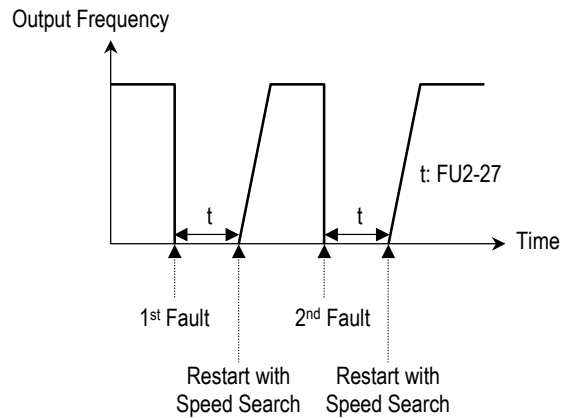 Output Frequency
t: FU2-27
t
t
Time
1st Fault
2nd Fault
Restart with
Speed Search
Restart with
Speed Search